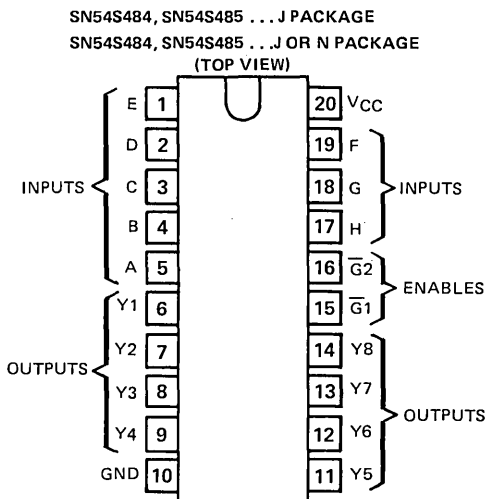 SN54S484, SN54S485 ... J PACKAGE
SN54S484, SN54S485 ... J OR N PACKAGE
(TOP VIEW)
E 1 20 VCC
D 2 19 F
INPUTS C 3 18 G INPUTS
B 4 17 H
A 5 16 G̅2
Y1 6 15 G̅1 ENABLES
Y2 7 14 Y8
OUTPUTS Y3 8 13 Y7 OUTPUTS
Y4 9 12 Y6
GND 10 11 Y5